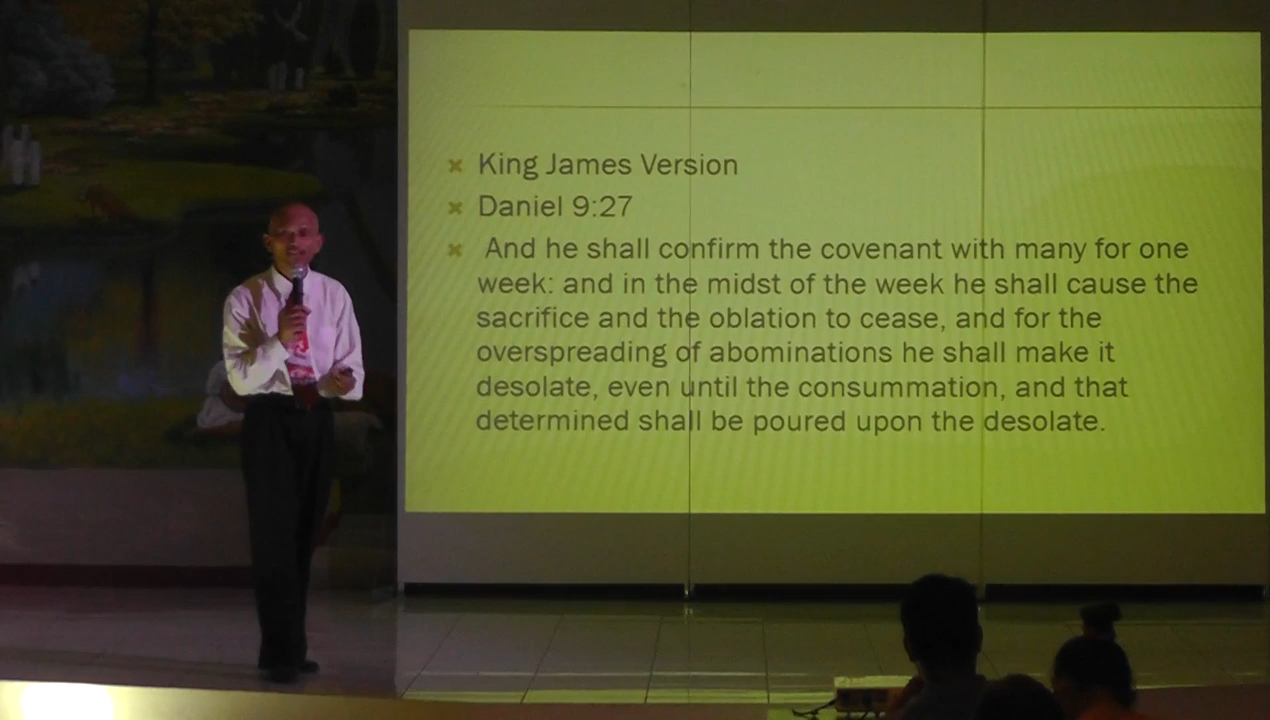 King James Version
Daniel 9:27
And he shall confirm the covenant with many for one
week: and in the midst of the week he shall cause the
sacrifice and the oblation to cease, and for the
overspreading of abominations he shall make it
desolate, even until the consummation, and that
determined shall be poured upon the desolate.